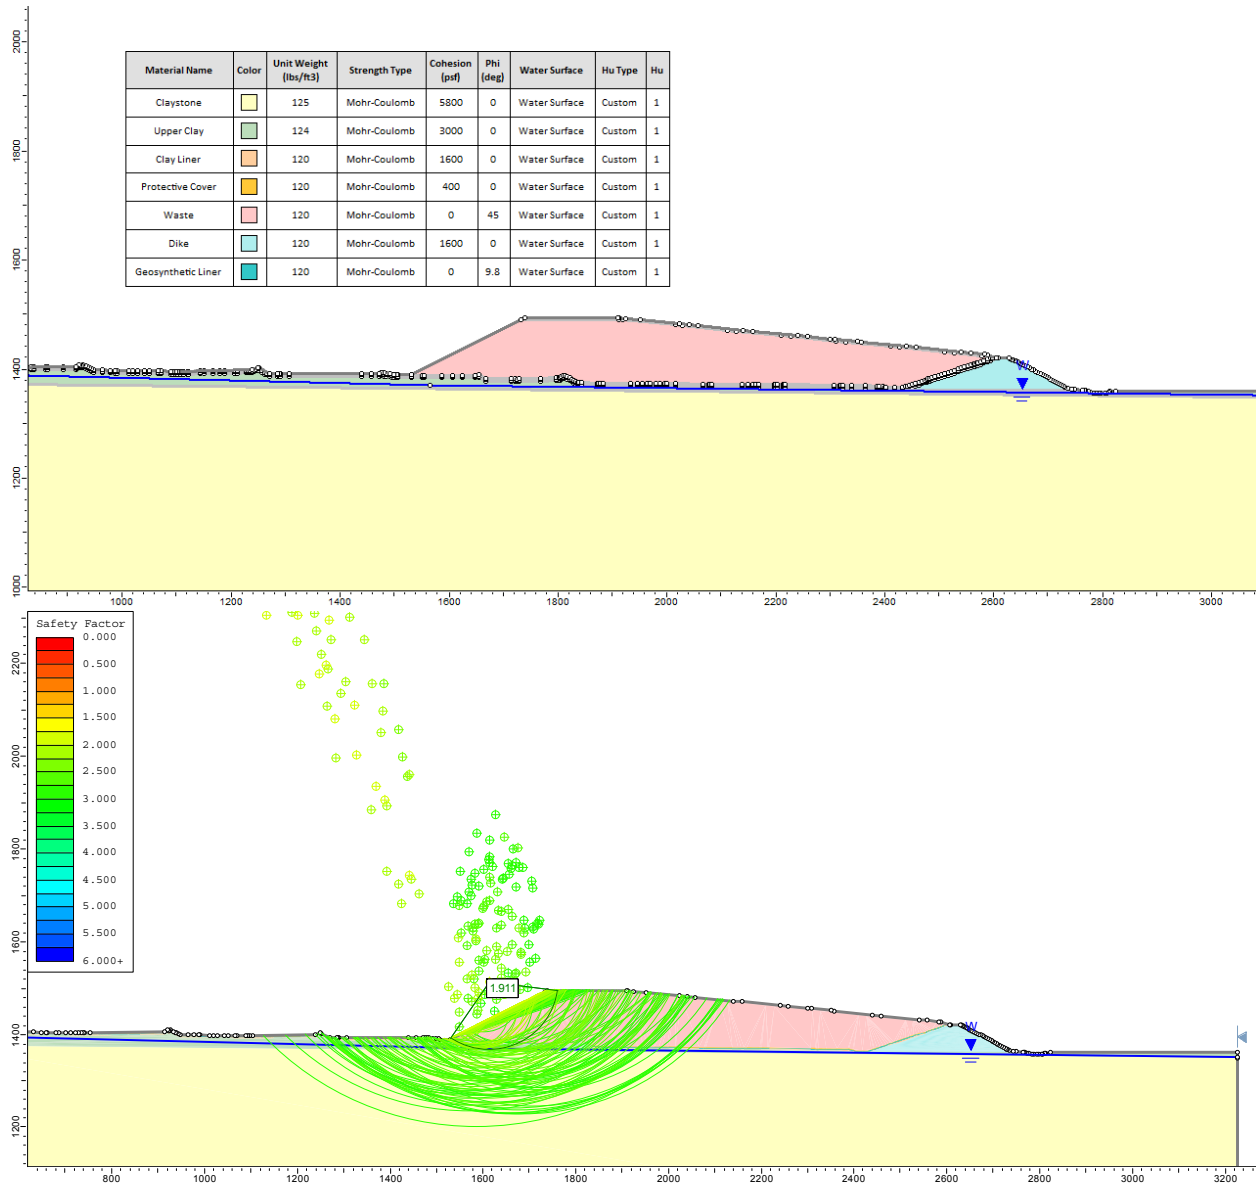 Material Name Color Unit Weight (lbs/ft3) Strength Type Cohesion (psf) Phi (deg) Water Surface Hu Type Hu
Claystone 125 Mohr-Coulomb 5800 0 Water Surface Custom 1
Upper Clay 124 Mohr-Coulomb 3000 0 Water Surface Custom 1
Clay Liner 120 Mohr-Coulomb 1600 0 Water Surface Custom 1
Protective Cover 120 Mohr-Coulomb 400 0 Water Surface Custom 1
Waste 120 Mohr-Coulomb 0 45 Water Surface Custom 1
Dike 120 Mohr-Coulomb 1600 0 Water Surface Custom 1
Geosynthetic Liner 120 Mohr-Coulomb 0 9.8 Water Surface Custom 1
2000
1800
1600
1400
1200
1000
W
1000 1200 1400 1600 1800 2000 2200 2400 2600 2800 3000
Safety Factor
0.000
0.500
1.000
1.500
2.000
2.500
3.000
3.500
4.000
4.500
5.000
5.500
6.000+
2200
2000
1800
1600
1400
1200
1.911
W
800 1000 1200 1400 1600 1800 2000 2200 2400 2600 2800 3000 3200